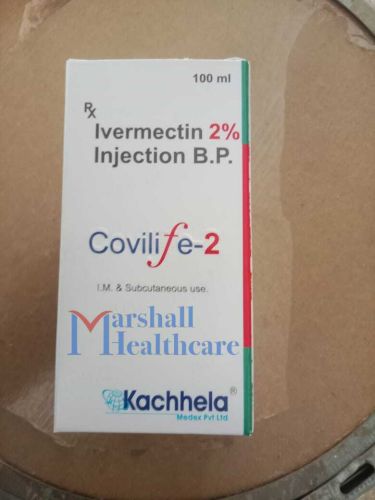 100 ml
Rx
Ivermectin 2%
Injection B.P.
Covilife-2
I.M. & Subcutaneous use.
Marshall
Healthcare
Kachhela®
Medex Pvt Ltd